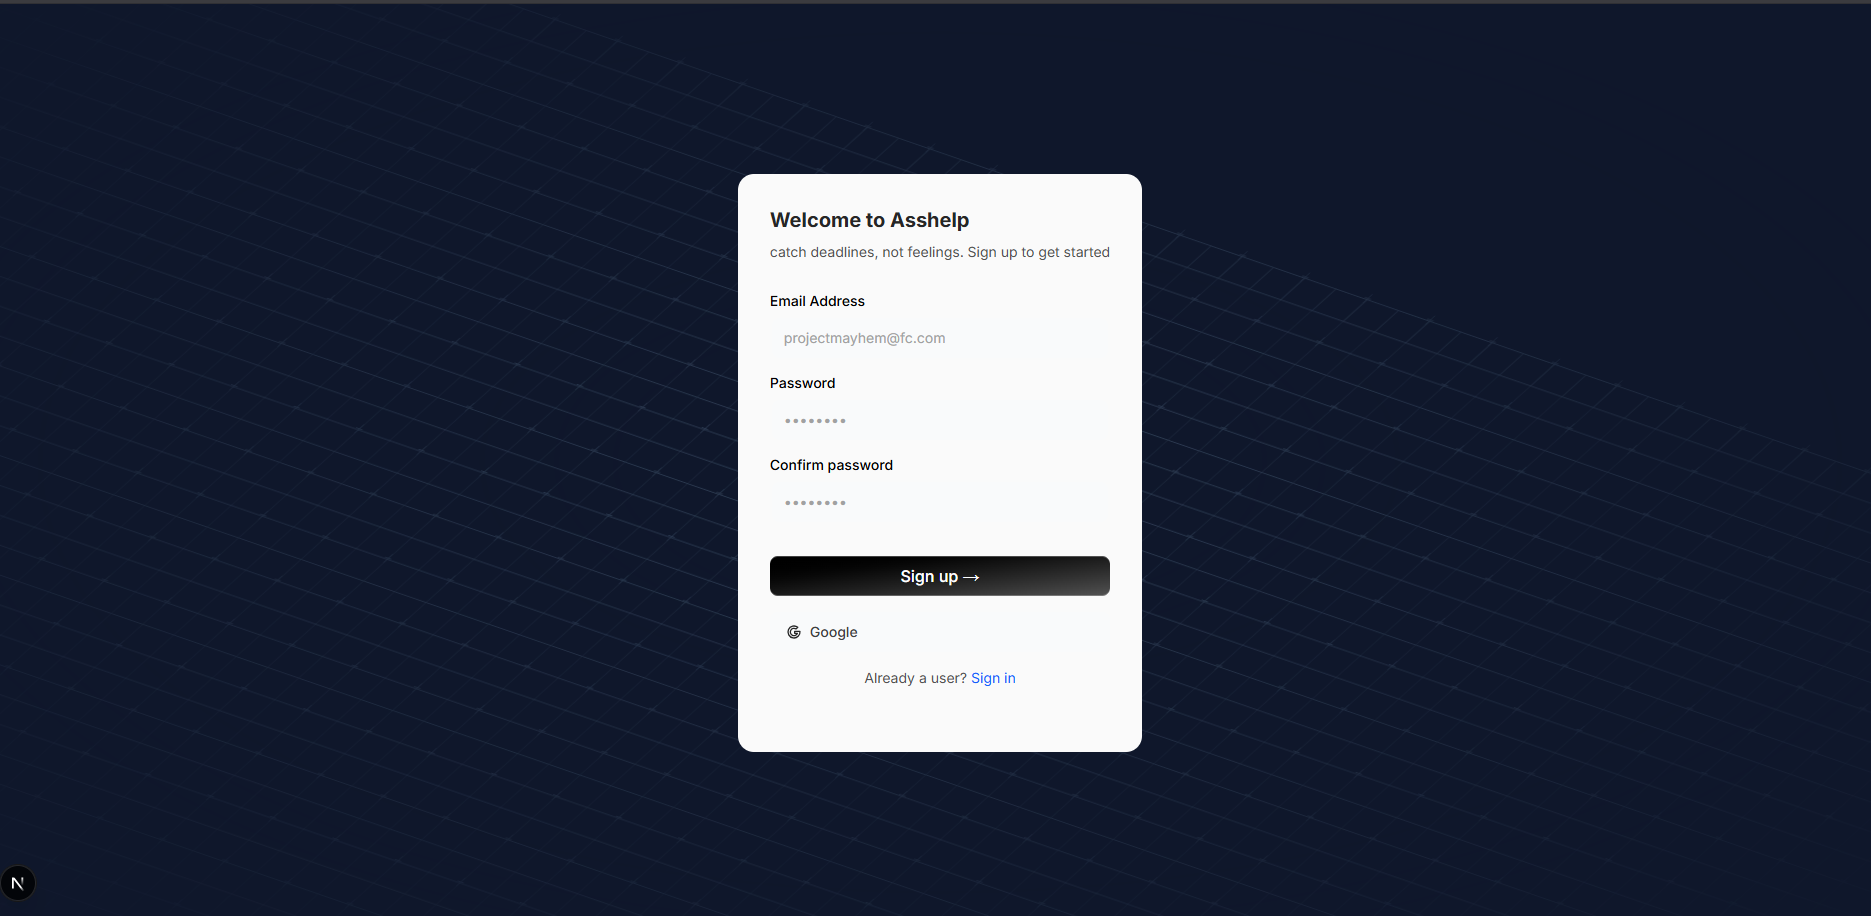 Welcome to Asshelp
catch deadlines, not feelings. Sign up to get started
Email Address
projectmayhem@fc.com
Password
••••••••
Confirm password
••••••••
Sign up →
Google
Already a user? Sign in
N